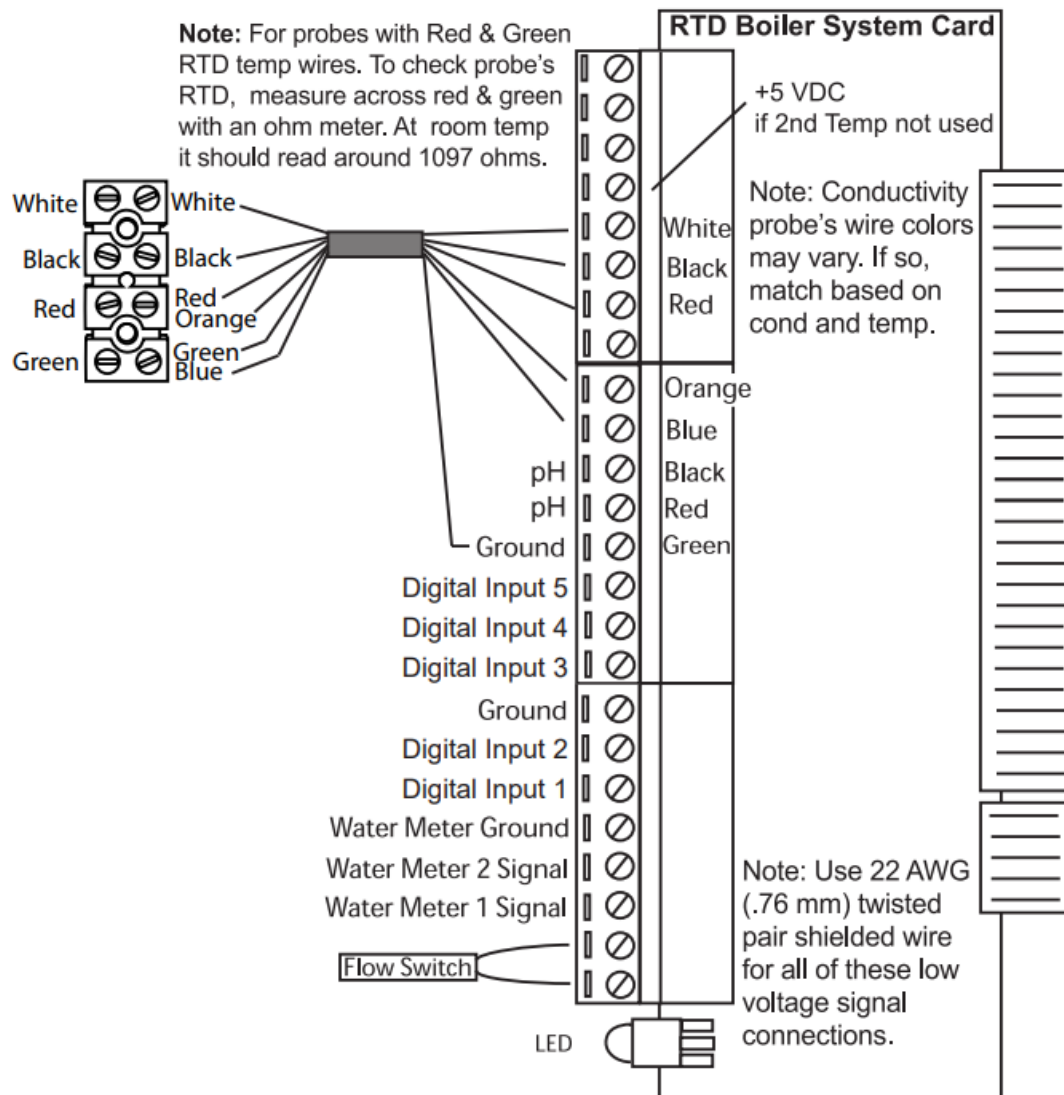 RTD Boiler System Card
Note: For probes with Red & Green
RTD temp wires. To check probe's
RTD, measure across red & green
with an ohm meter. At room temp
it should read around 1097 ohms.
+5 VDC
if 2nd Temp not used
Note: Conductivity
probe's wire colors
may vary. If so,
match based on
cond and temp.
White
White
Black
Black
Red
Red
Orange
Green
Green
Blue
White
Black
Red
Orange
Blue
pH
Black
pH
Red
Ground
Green
Digital Input 5
Digital Input 4
Digital Input 3
Ground
Digital Input 2
Digital Input 1
Water Meter Ground
Water Meter 2 Signal
Water Meter 1 Signal
Flow Switch
LED
Note: Use 22 AWG
(.76 mm) twisted
pair shielded wire
for all of these low
voltage signal
connections.